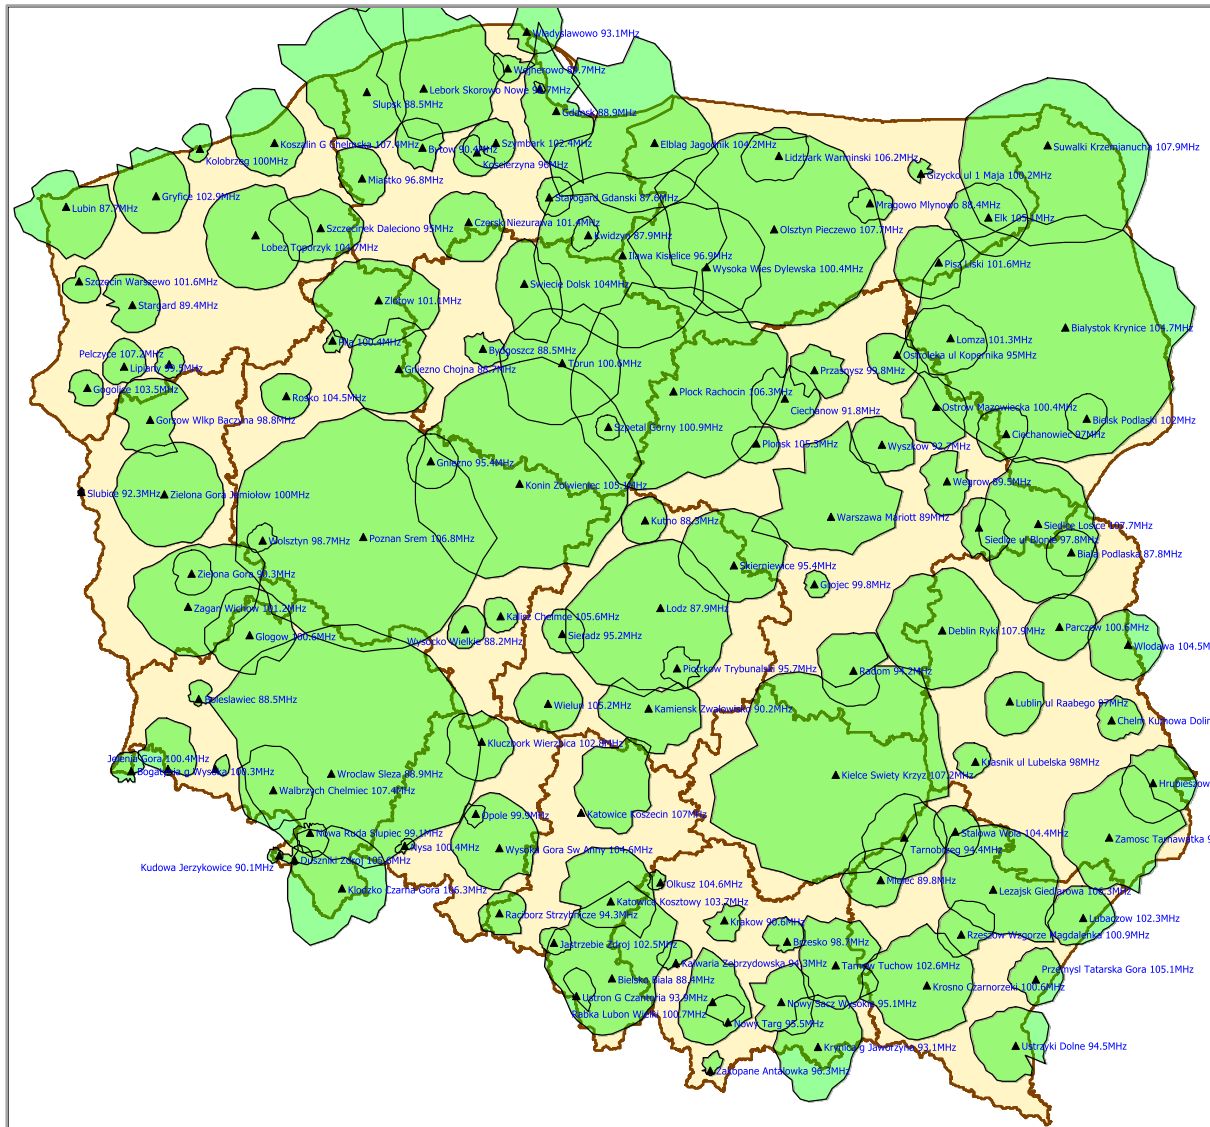 Wladyslawowo 93.1MHz
Wejherowo
Lebork Skorowo Nowe
Slupsk 88.5MHz
Gdansk 88.9MHz
Koszalin G Chelmska 107.4MHz
Bytow 90.4MHz
Szymbark 102.4MHz
Elblag Jagodnik 104.2MHz
Suwalki Krzemianucha 107.9MHz
Kolobrzeg 100MHz
Koscierzyna 96MHz
Lidzbark Warminski 106.2MHz
Gizycko ul 1 Maja 100.2MHz
Miastko 96.8MHz
Gryfice 102.9MHz
Starogard Gdanski 87.6MHz
Mragowo Mlynowo 88.4MHz
Lubin 87.7MHz
Elk 105.1MHz
Szczecinek Daleciono 95MHz
Czersk Niezurawa 101.4MHz
Kwidzyn 87.9MHz
Olsztyn Pieczewo 107.7MHz
Lobez Toporzyk 104.7MHz
Ilawa Kisielice 96.9MHz
Pisz Liski 101.6MHz
Wysoka Wies Dylewska 100.4MHz
Szczecin Warszewo 101.6MHz
Swiecie Dolsk 104MHz
Stargard 89.4MHz
Zlotow 101.1MHz
Bialystok Krynice 104.7MHz
Pila 100.4MHz
Lomza 101.3MHz
Bydgoszcz 88.5MHz
Pelczyce 107.2MHz
Ostroleka ul Kopernika 95MHz
Lipiany 99.5MHz
Torun 100.6MHz
Gniezno Chojna 88.7MHz
Przasnysz 99.8MHz
Gogolice 103.5MHz
Plock Rachocin 106.3MHz
Rosko 104.5MHz
Ciechanow 91.8MHz
Ostrow Mazowiecka 100.4MHz
Gorzow Wlkp Baczyna 98.8MHz
Bielsk Podlaski 102MHz
Szpetal Gorny 100.9MHz
Ciechanowiec 97MHz
Plonsk 105.3MHz
Wyszkow 92.7MHz
Gniezno 95.4MHz
Wegrow 89.5MHz
Konin Zolwieniec 105.1MHz
Slubice 92.3MHz
Zielona Gora Jemiolow 100MHz
Warszawa Mariott 89MHz
Kutno 88.3MHz
Siedlce Losice 107.7MHz
Siedlce ul Blonie 97.8MHz
Poznan Srem 106.8MHz
Wolsztyn 98.7MHz
Biala Podlaska 87.8MHz
Skierniewice 95.4MHz
Zielona Gora 90.3MHz
Grojec 99.8MHz
Zagan Wichow 101.2MHz
Lodz 87.9MHz
Kalisz Chelmce 105.6MHz
Parczew 100.6MHz
Deblin Ryki 107.9MHz
Glogow 100.6MHz
Wysocko Wielkie 88.2MHz
Sieradz 95.2MHz
Wlodawa 104.5M
Piotrkow Trybunalski 95.7MHz
Radom 94.2MHz
Boleslawiec 88.5MHz
Wielun 105.2MHz
Kamiensk Zwalowisko 90.2MHz
Lublin ul Raabego 97MHz
Chelm Kumowa Dolin
Kluczbork Wierzbica 102.8MHz
Jelenia Gora 100.4MHz
Krasnik ul Lubelska 98MHz
Bogatynia g Wysoka 100.3MHz
Wroclaw Sleza 88.9MHz
Kielce Swiety Krzyz 107.2MHz
Hrubieszow
Walbrzych Chelmiec 107.4MHz
Opole 99.9MHz
Katowice Koszecin 107MHz
Nowa Ruda Slupiec 99.1MHz
Stalowa Wola 104.4MHz
Zamosc Tarnawatka 9
Tarnobrzeg 94.4MHz
Nysa 100.4MHz
Wysoka Gora Sw Anny 104.6MHz
Duszniki Zdroj 105.6MHz
Kudowa Jerzykowice 90.1MHz
Mielec 89.8MHz
Olkusz 104.6MHz
Klodzko Czarna Gora 106.3MHz
Lezajsk Giedlarowa 106.3MHz
Katowice Kosztowy 103.7MHz
Raciborz Strzybnicze 94.3MHz
Krakow 90.6MHz
Lubaczow 102.3MHz
Rzeszow Wzgorze Magdalenka 100.9MHz
Jastrzebie Zdroj 102.5MHz
Brzesko 98.7MHz
Kalwaria Zebrzydowska 94.3MHz
Tarnow Tuchow 102.6MHz
Przemysl Tatarska Gora 105.1MHz
Bielsko Biala 88.4MHz
Krosno Czarnorzeki 100.6MHz
Ustron G Czantoria 93.9MHz
Nowy Sacz Wysokie 95.1MHz
Rabka Lubon Wielki 100.7MHz
Nowy Targ 95.5MHz
Krynica g Jaworzyna 93.1MHz
Ustrzyki Dolne 94.5MHz
Zakopane Antalowka 96.3MHz